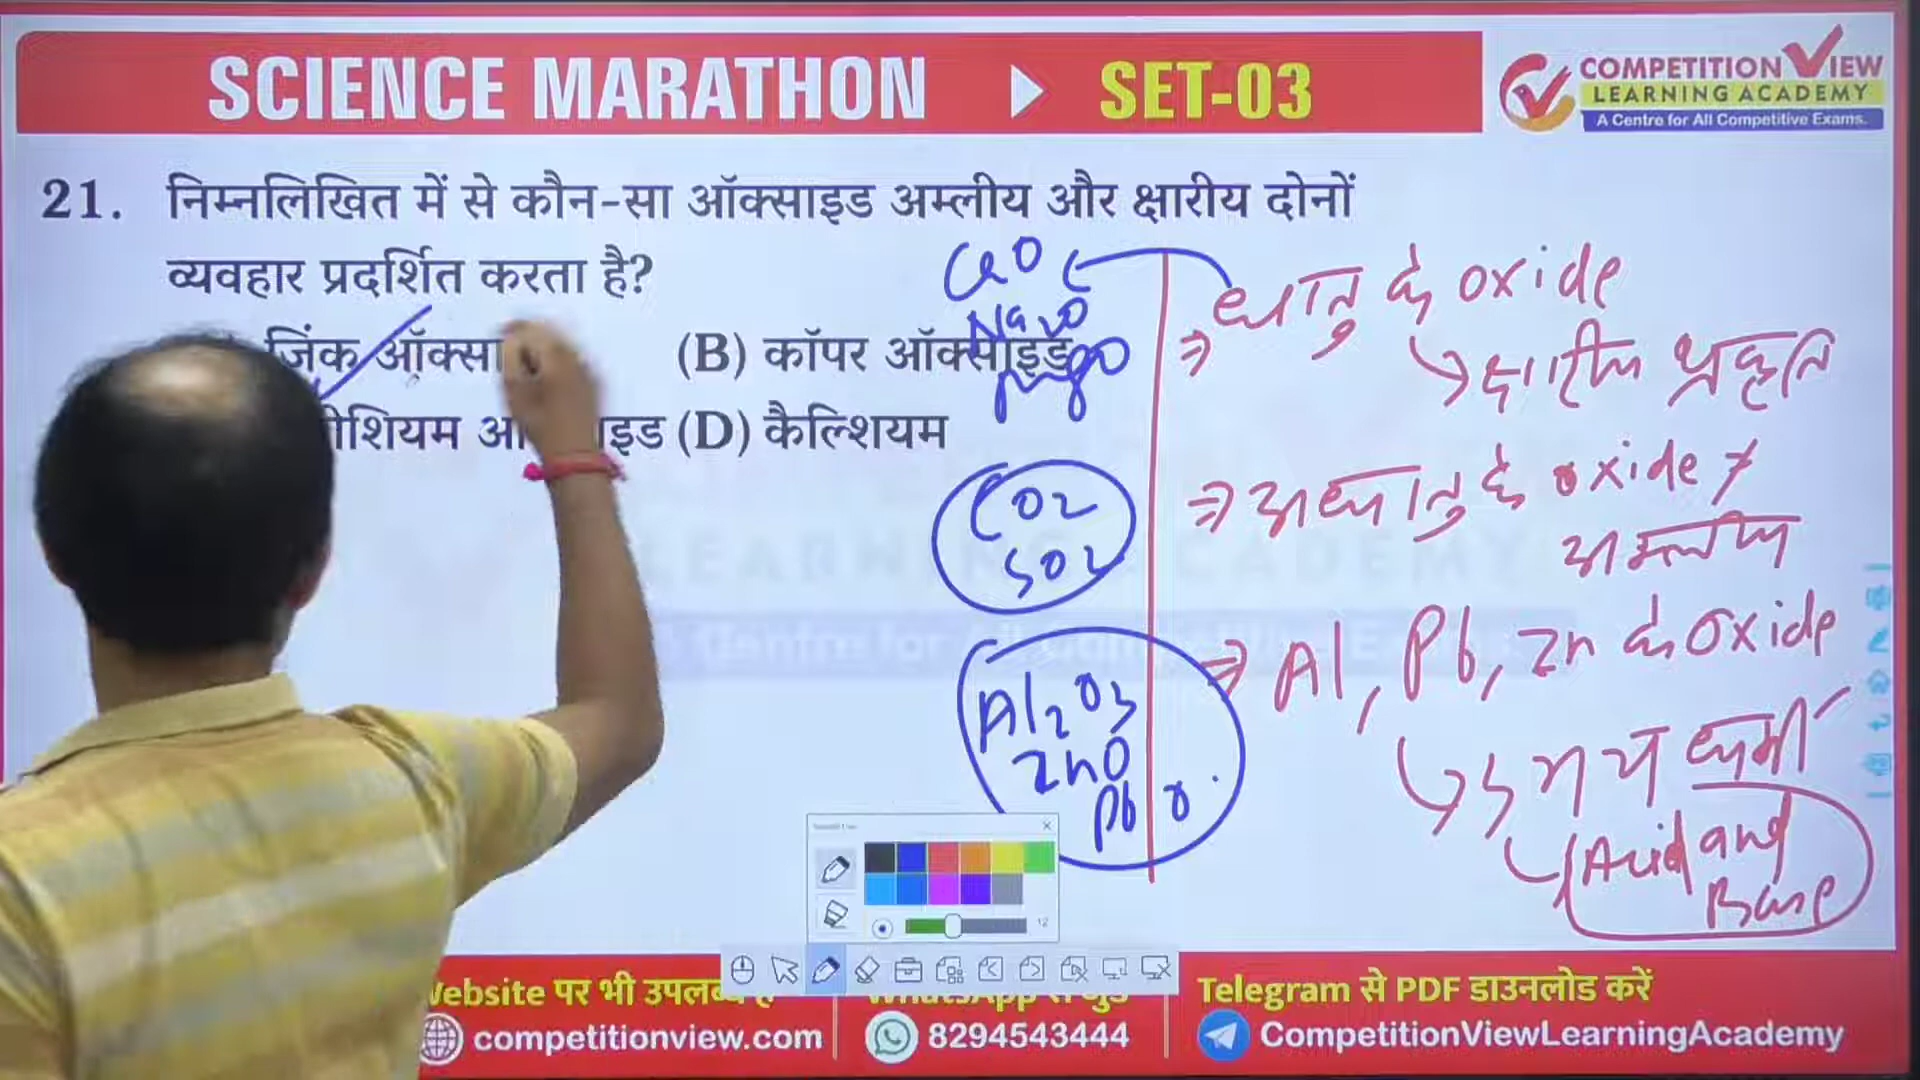 SCIENCE MARATHON SET-03
COMPETITION VIEW
LEARNING ACADEMY
A Centre for All Competitive Exams.
21. निम्नलिखित में से कौन-सा ऑक्साइड अम्लीय और क्षारीय दोनों
व्यवहार प्रदर्शित करता है?
जिंक ऑक्सा (B) कॉपर ऑक्साइड
ीशियम ऑ इड (D) कैल्शियम
CaO
Na2O
MgO
CO2
SO2
Al2O3
ZnO
PbO
⇒ धातु के oxide
क्षारीय प्रकृति
⇒ अधातु के oxide
अम्लीय
⇒ Al, Pb, Zn के oxide
उभय धर्मी
Acid and
Base
12
Website पर भी उपलब्ध है
competitionview.com
8294543444
Telegram से PDF डाउनलोड करें
CompetitionViewLearningAcademy